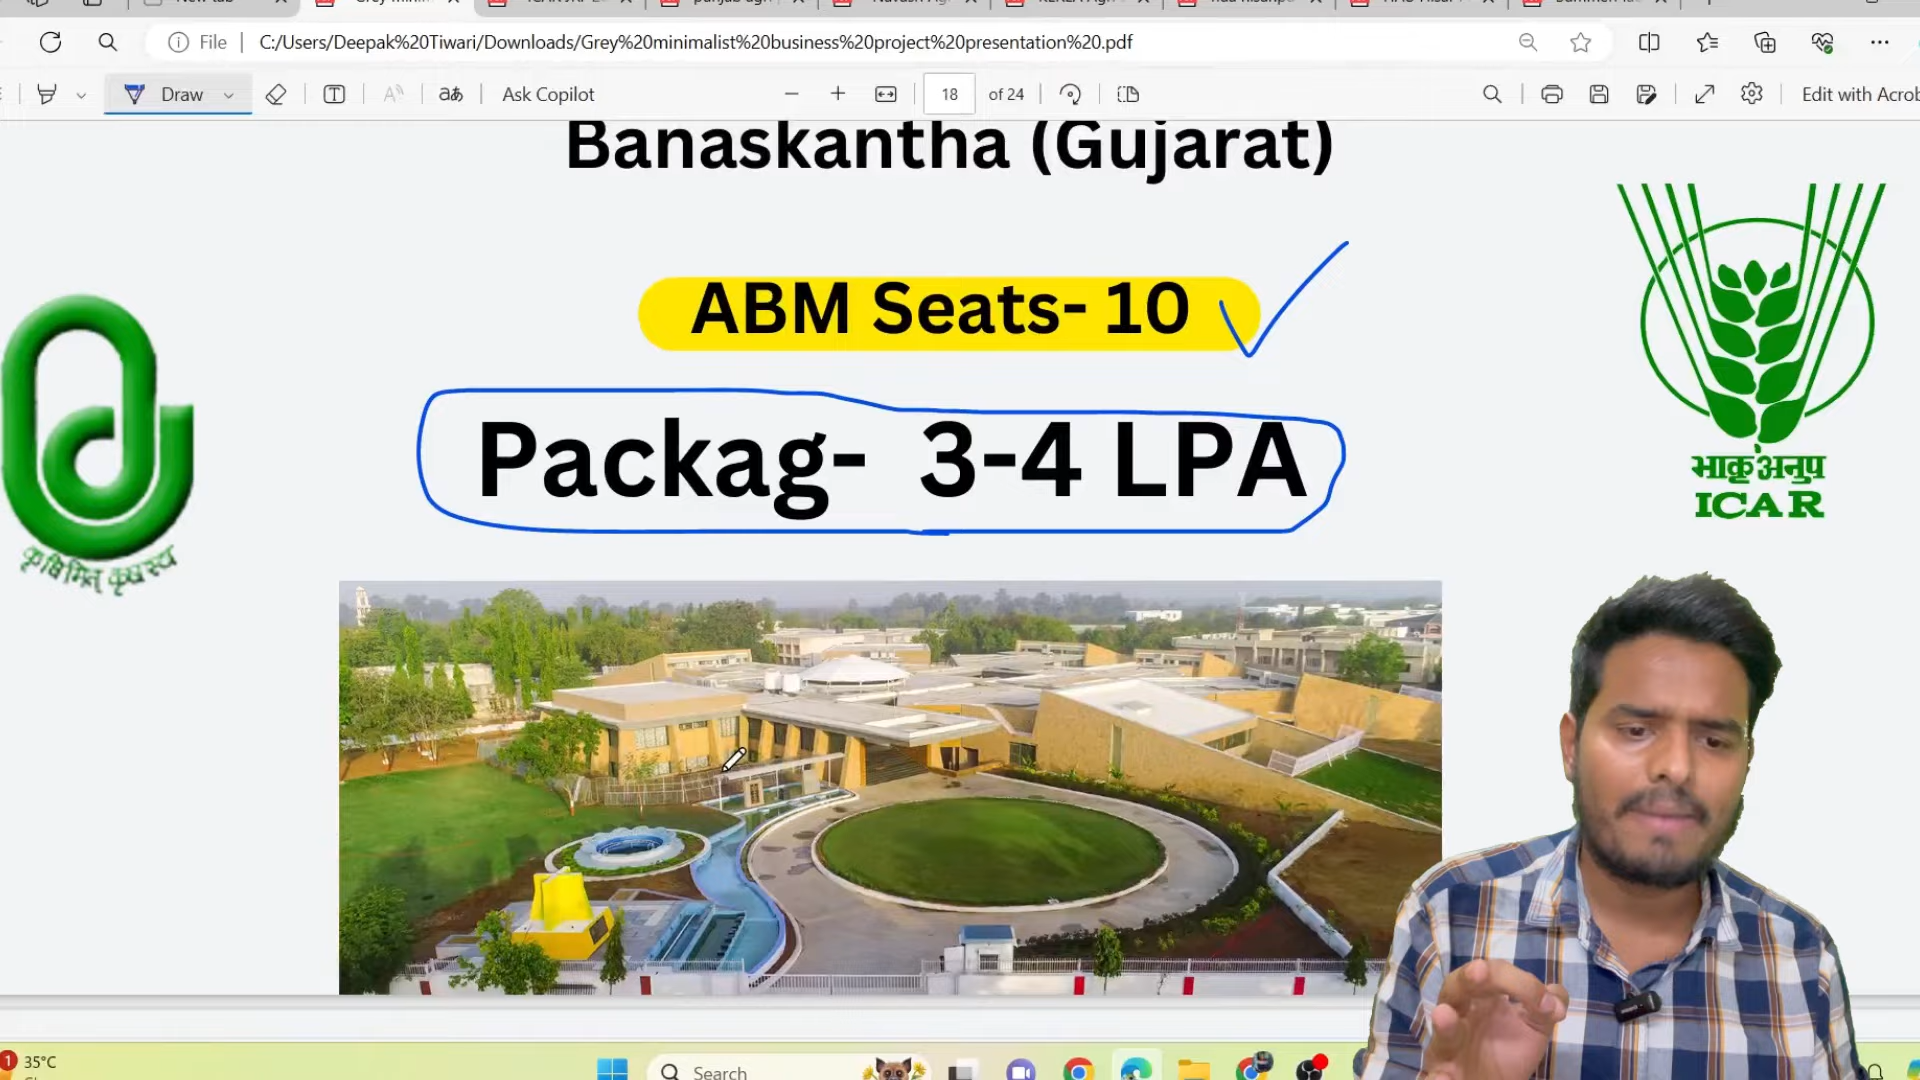 File
C:/Users/Deepak%20Tiwari/Downloads/Grey%20minimalist%20business%20project%20presentation%20.pdf
Draw
Ask Copilot
18 of 24
Edit with Acrob
Banaskantha (Gujarat)
ABM Seats- 10
Packag- 3-4 LPA
भाकृअनुप
ICAR
1
35°C
Search